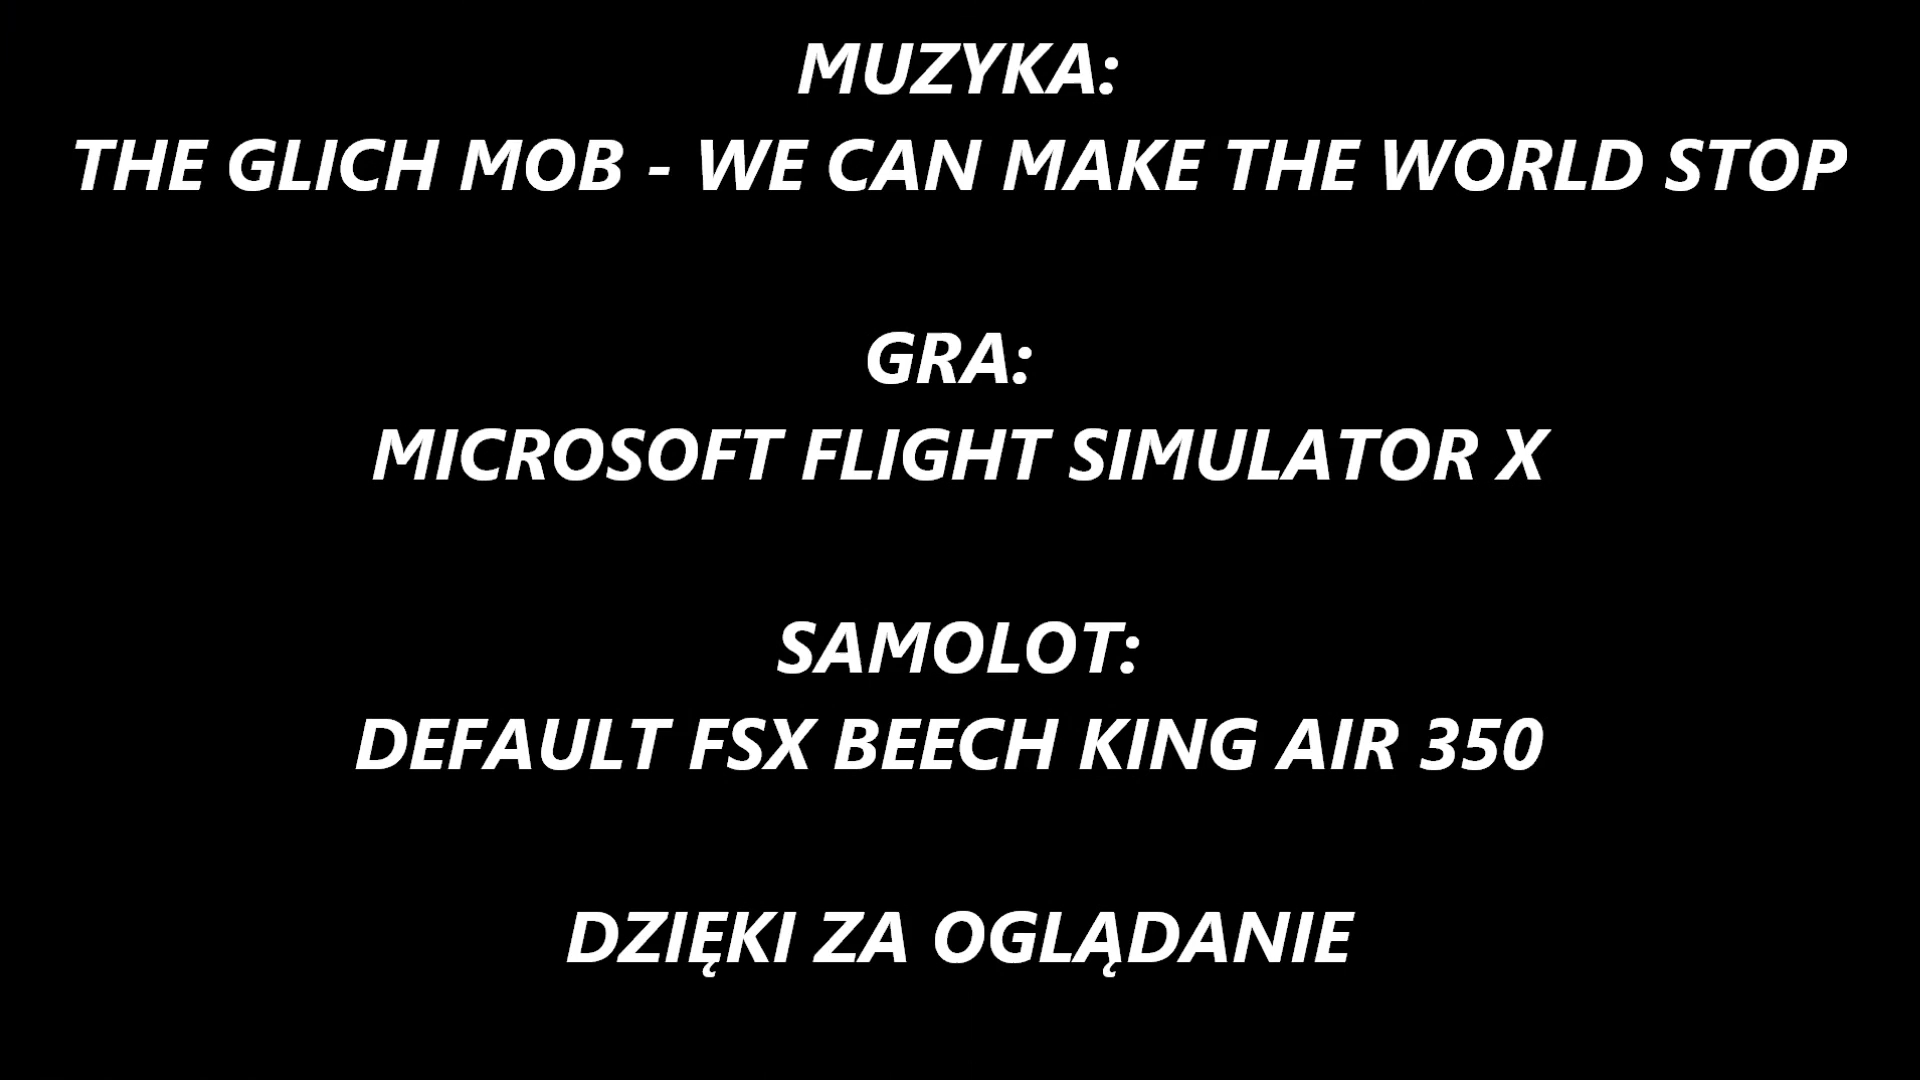 MUZYKA:
THE GLICH MOB - WE CAN MAKE THE WORLD STOP
GRA:
MICROSOFT FLIGHT SIMULATOR X
SAMOLOT:
DEFAULT FSX BEECH KING AIR 350
DZIĘKI ZA OGLĄDANIE